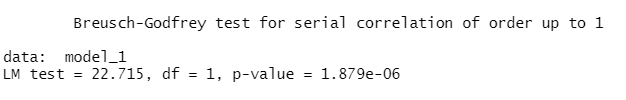 Breusch-Godfrey test for serial correlation of order up to 1
data: model_1
LM test = 22.715, df = 1, p-value = 1.879e-06